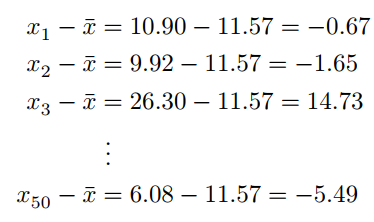 x₁ − x̄ = 10.90 − 11.57 = −0.67
x₂ − x̄ = 9.92 − 11.57 = −1.65
x₃ − x̄ = 26.30 − 11.57 = 14.73
⋮
x₅₀ − x̄ = 6.08 − 11.57 = −5.49